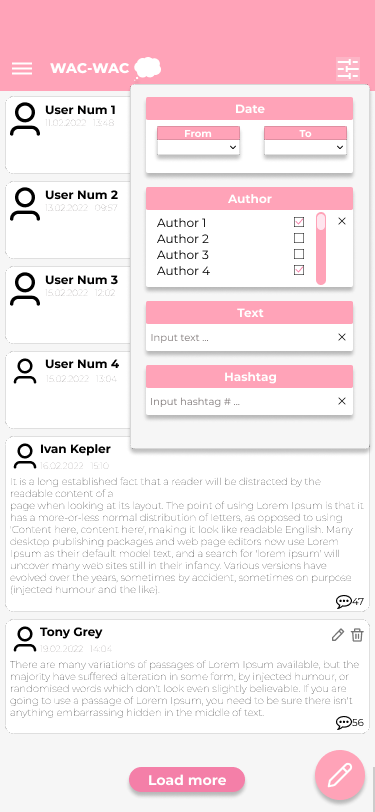 WAC-WAC
User Num 1
11.02.2022 13:48
User Num 2
13.02.2022 09:57
User Num 3
15.02.2022 12:02
User Num 4
15.02.2022 13:04
Date
From
To
Author
Author 1
Author 2
Author 3
Author 4
Text
Input text ...
Hashtag
Input hashtag # ...
Ivan Kepler
16.02.2022 15:10
It is a long established fact that a reader will be distracted by the
readable content of a
page when looking at its layout. The point of using Lorem Ipsum is that it
has a more-or-less normal distribution of letters, as opposed to using
'Content here, content here', making it look like readable English. Many
desktop publishing packages and web page editors now use Lorem
Ipsum as their default model text, and a search for 'lorem ipsum' will
uncover many web sites still in their infancy. Various versions have
evolved over the years, sometimes by accident, sometimes on purpose
(injected humour and the like).
47
Tony Grey
19.02.2022 14:04
There are many variations of passages of Lorem Ipsum available, but the
majority have suffered alteration in some form, by injected humour, or
randomised words which don't look even slightly believable. If you are
going to use a passage of Lorem Ipsum, you need to be sure there isn't
anything embarrassing hidden in the middle of text.
56
Load more